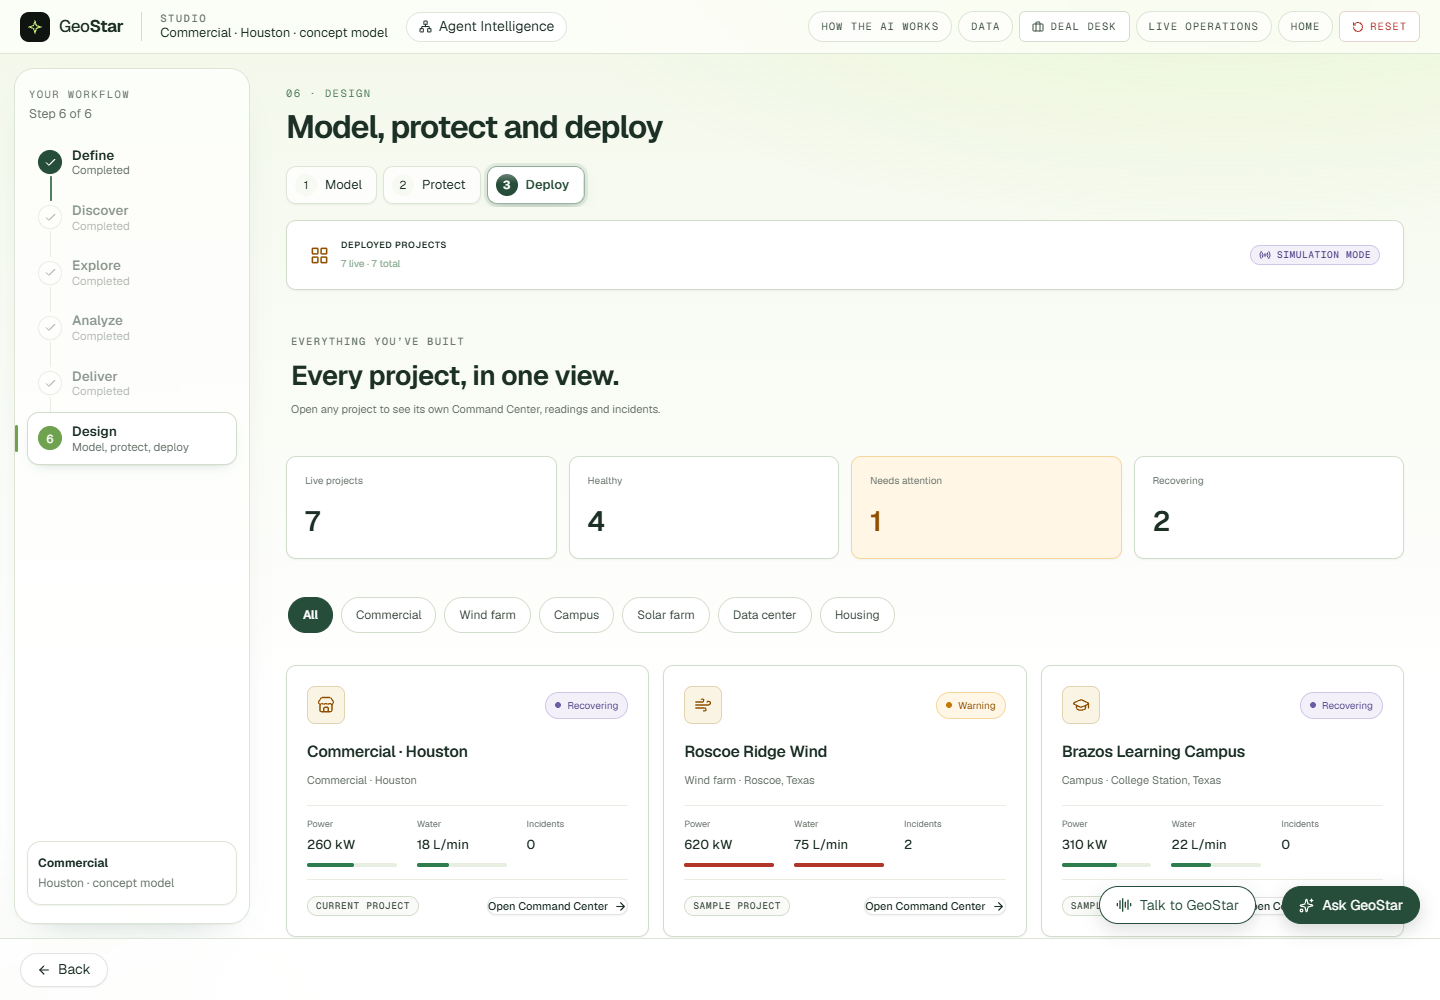 GeoStar
STUDIO
Commercial · Houston · concept model
Agent Intelligence
HOW THE AI WORKS
DATA
DEAL DESK
LIVE OPERATIONS
HOME
RESET
YOUR WORKFLOW
Step 6 of 6
Define
Completed
Discover
Completed
Explore
Completed
Analyze
Completed
Deliver
Completed
6
Design
Model, protect, deploy
Commercial
Houston · concept model
06 · DESIGN
Model, protect and deploy
1 Model
2 Protect
3 Deploy
DEPLOYED PROJECTS
7 live · 7 total
SIMULATION MODE
EVERYTHING YOU'VE BUILT
Every project, in one view.
Open any project to see its own Command Center, readings and incidents.
Live projects
7
Healthy
4
Needs attention
1
Recovering
2
All
Commercial
Wind farm
Campus
Solar farm
Data center
Housing
Recovering
Commercial · Houston
Commercial · Houston
Power Water Incidents
260 kW 18 L/min 0
CURRENT PROJECT
Open Command Center
Warning
Roscoe Ridge Wind
Wind farm · Roscoe, Texas
Power Water Incidents
620 kW 75 L/min 2
SAMPLE PROJECT
Open Command Center
Recovering
Brazos Learning Campus
Campus · College Station, Texas
Power Water Incidents
310 kW 22 L/min 0
Talk to GeoStar
Ask GeoStar
Back